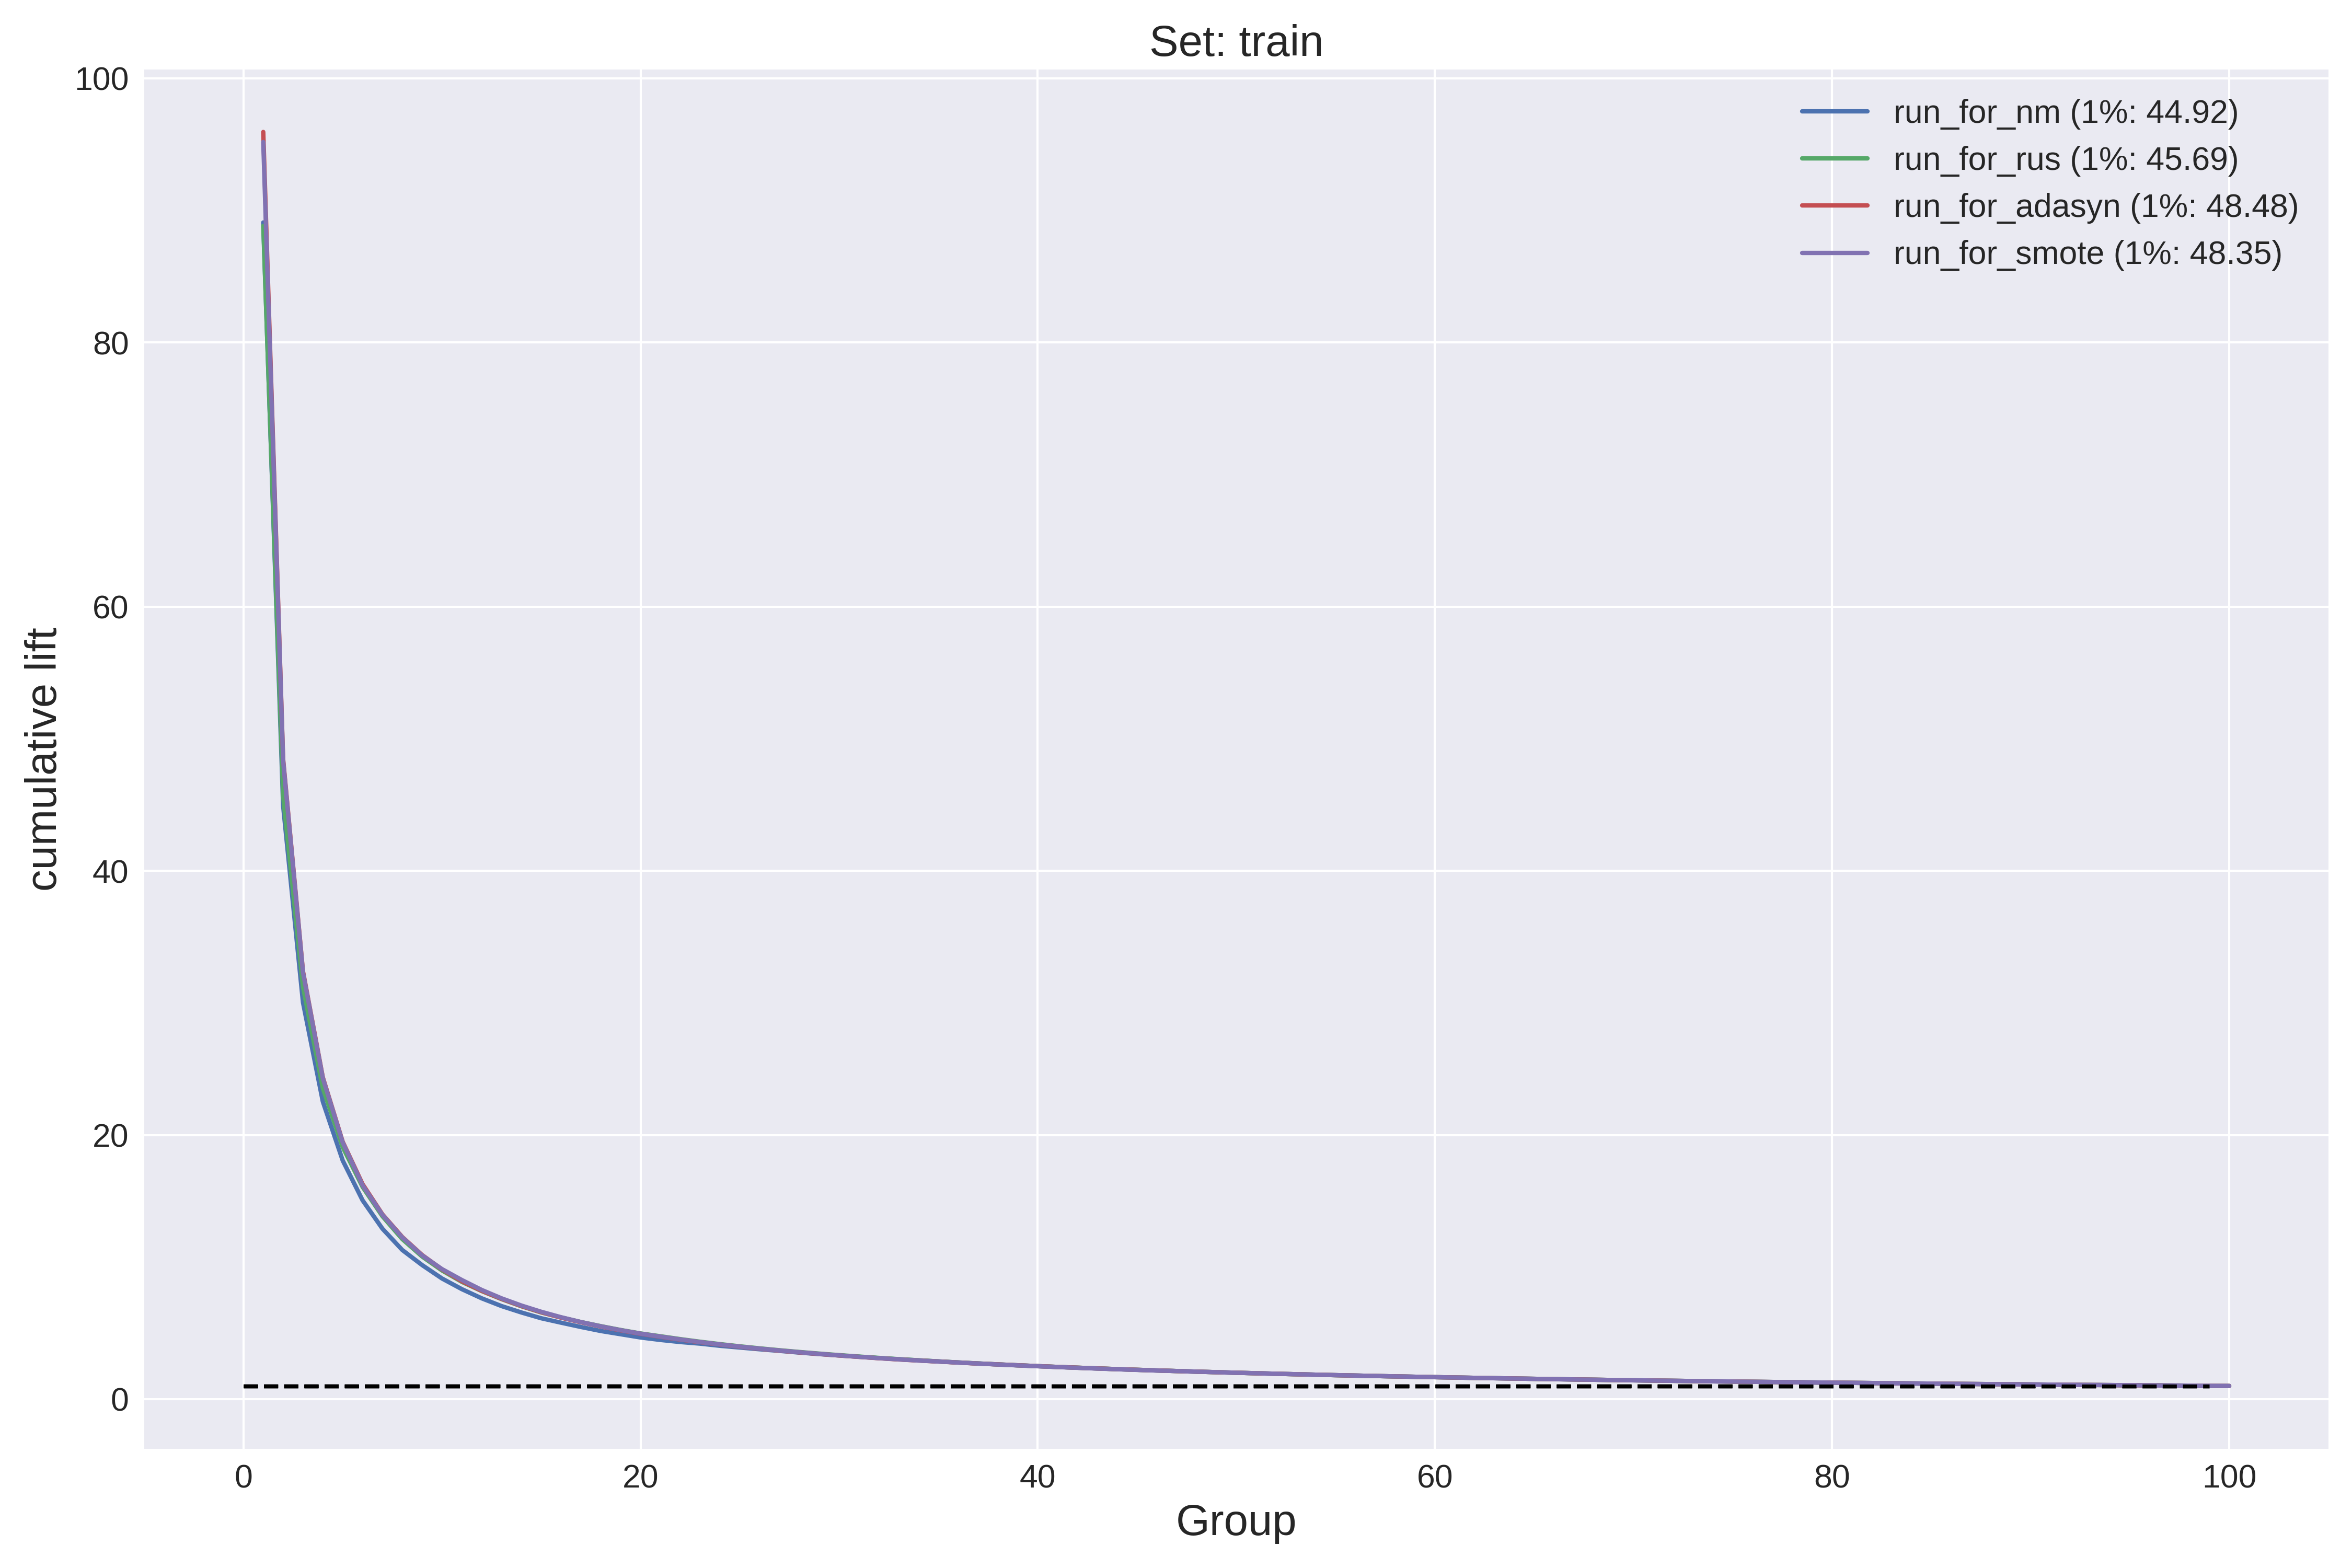 Set: train
100
80
60
40
20
0
cumulative lift
run_for_nm (1%: 44.92)
run_for_rus (1%: 45.69)
run_for_adasyn (1%: 48.48)
run_for_smote (1%: 48.35)
0 20 40 60 80 100
Group